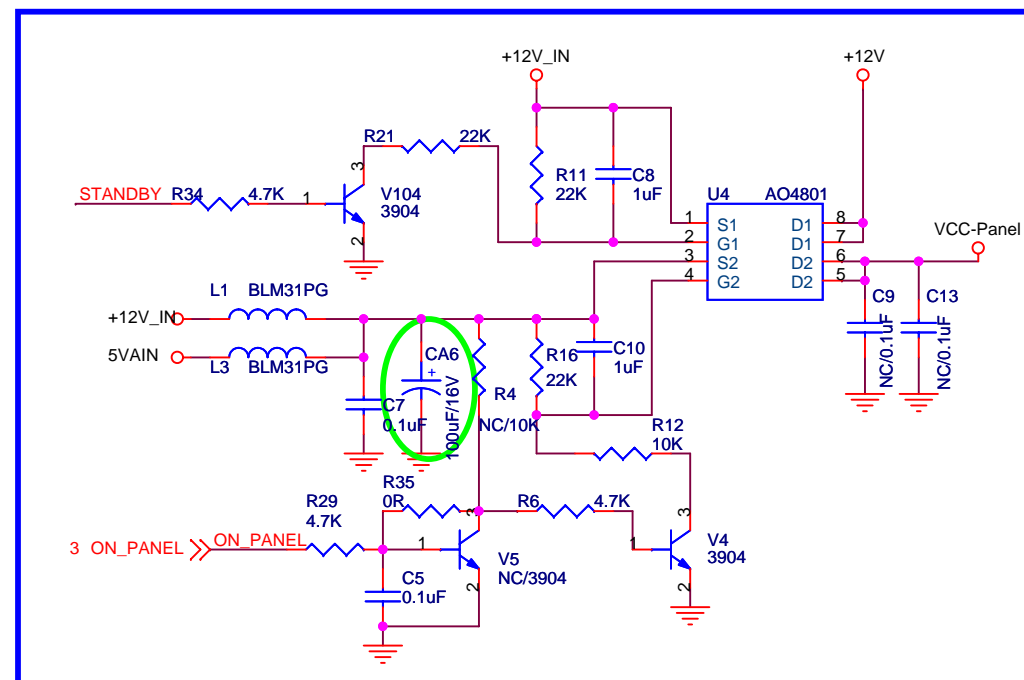 +12V_IN
+12V
R21 22K
3
R11
22K
C8
1uF
STANDBY R34 4.7K 1
V104
3904
2
U4 AO4801
1 S1 D1 8
2 G1 D1 7
3 S2 D2 6
4 G2 D2 5
VCC-Panel
L1 BLM31PG
+12V_IN
5VAIN
L3 BLM31PG
C9
NC/0.1uF
C13
NC/0.1uF
CA6
+
100uF/16V
C7
0.1uF
R4
NC/10K
R16
22K
C10
1uF
R12
10K
R35
0R
R29
4.7K
3
R6 4.7K
3
3 ON_PANEL ON_PANEL
1
V5
NC/3904
2
1
V4
3904
2
C5
0.1uF